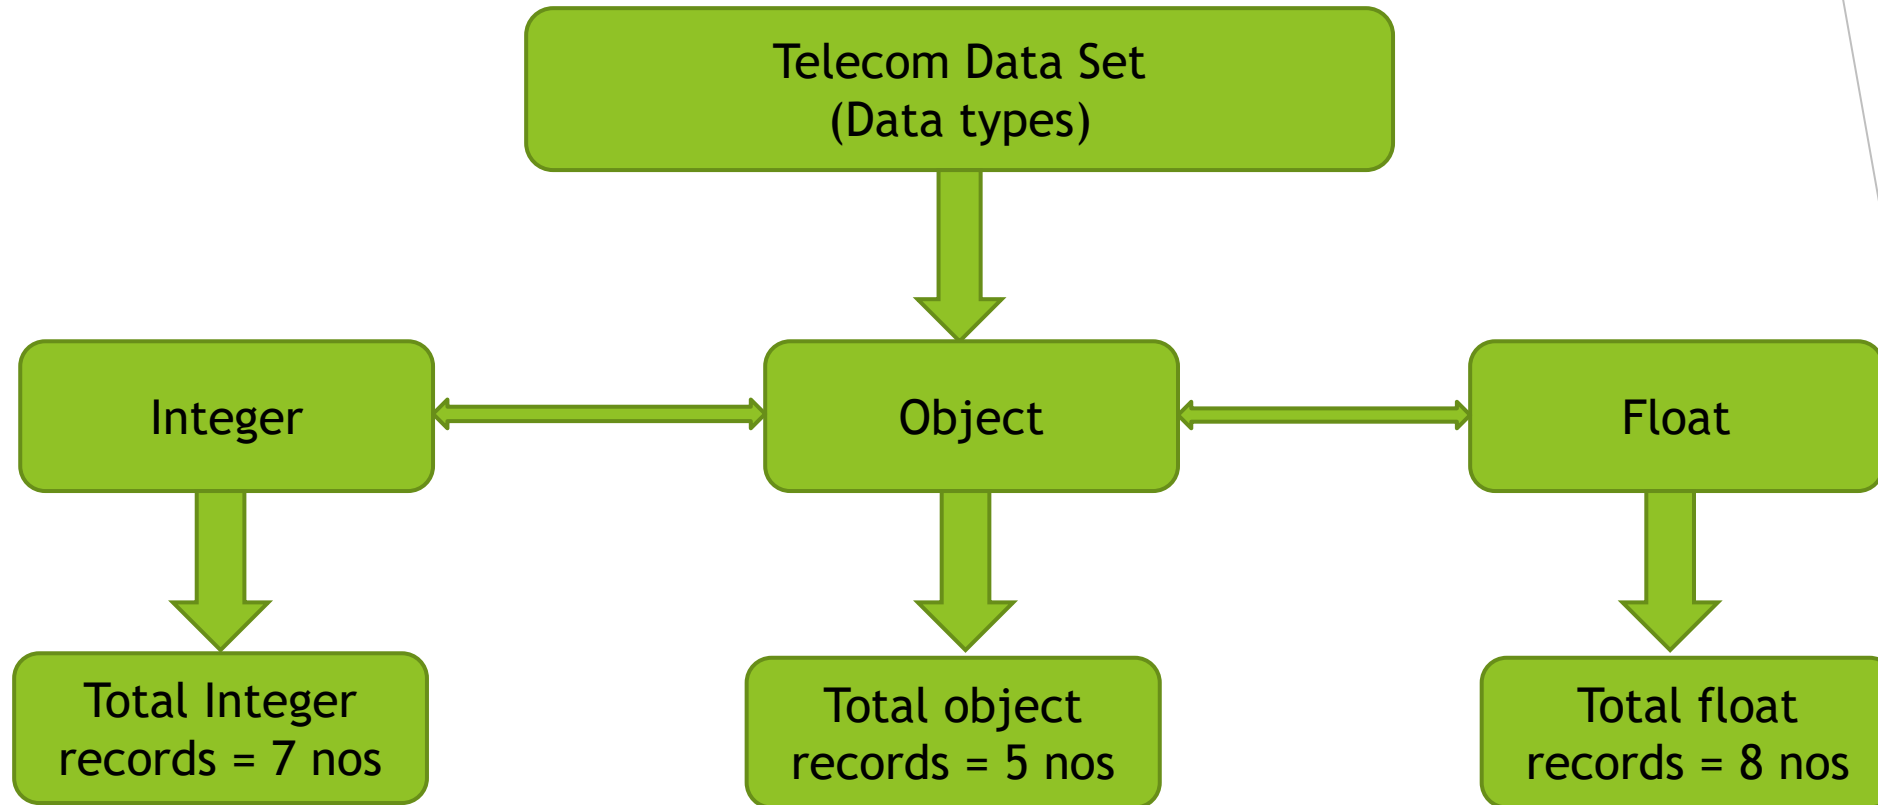 Telecom Data Set
(Data types)
Integer
Object
Float
Total Integer
records = 7 nos
Total object
records = 5 nos
Total float
records = 8 nos